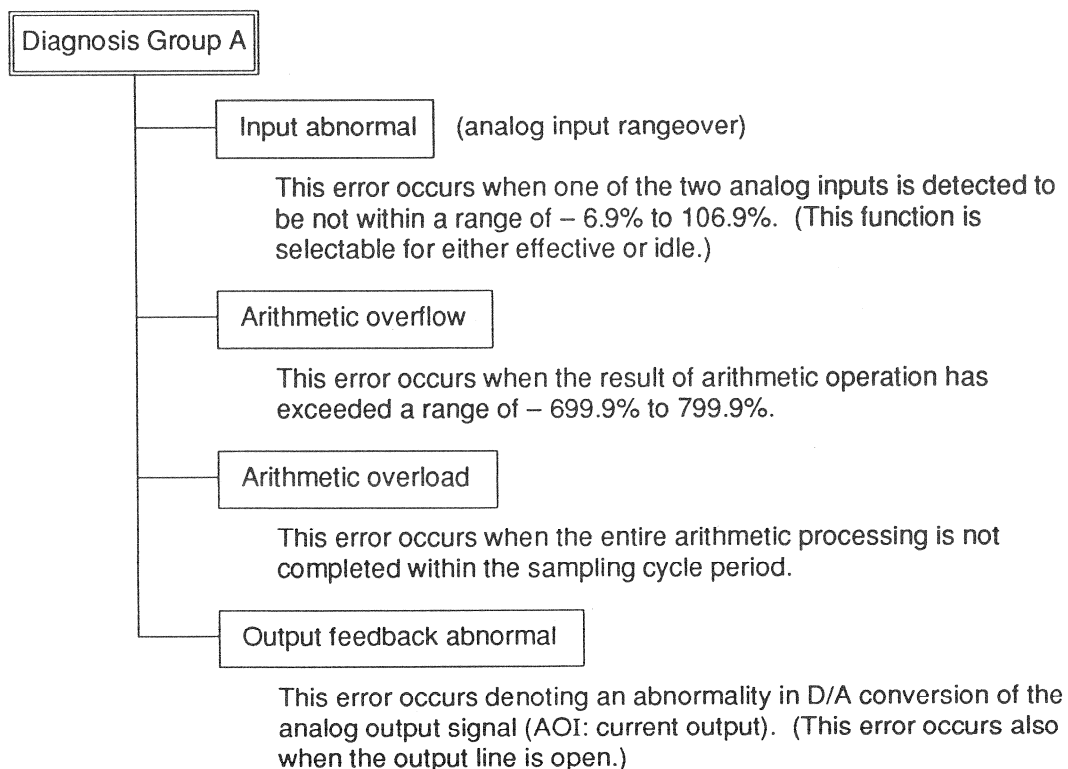 Diagnosis Group A
Input abnormal (analog input rangeover)
This error occurs when one of the two analog inputs is detected to
be not within a range of – 6.9% to 106.9%. (This function is
selectable for either effective or idle.)
Arithmetic overflow
This error occurs when the result of arithmetic operation has
exceeded a range of – 699.9% to 799.9%.
Arithmetic overload
This error occurs when the entire arithmetic processing is not
completed within the sampling cycle period.
Output feedback abnormal
This error occurs denoting an abnormality in D/A conversion of the
analog output signal (AOI: current output). (This error occurs also
when the output line is open.)